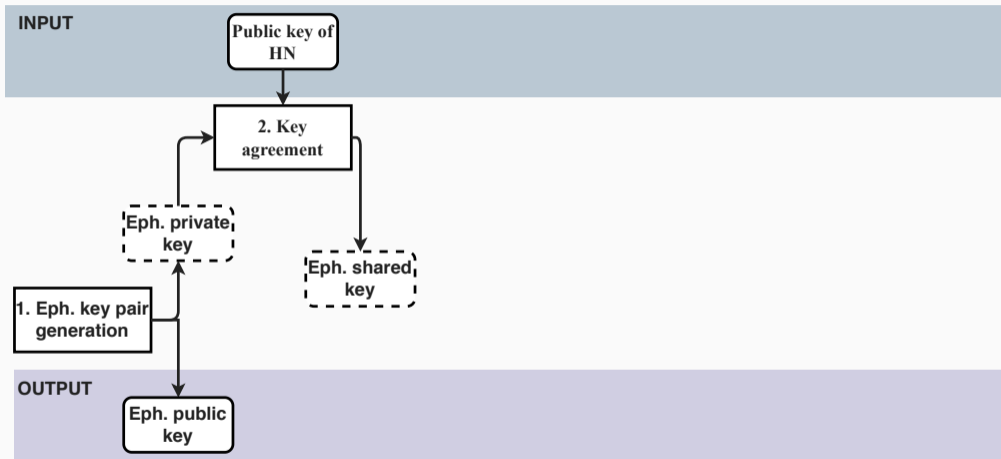 INPUT
Public key of
HN
2. Key
agreement
Eph. private
key
Eph. shared
key
1. Eph. key pair
generation
OUTPUT
Eph. public
key